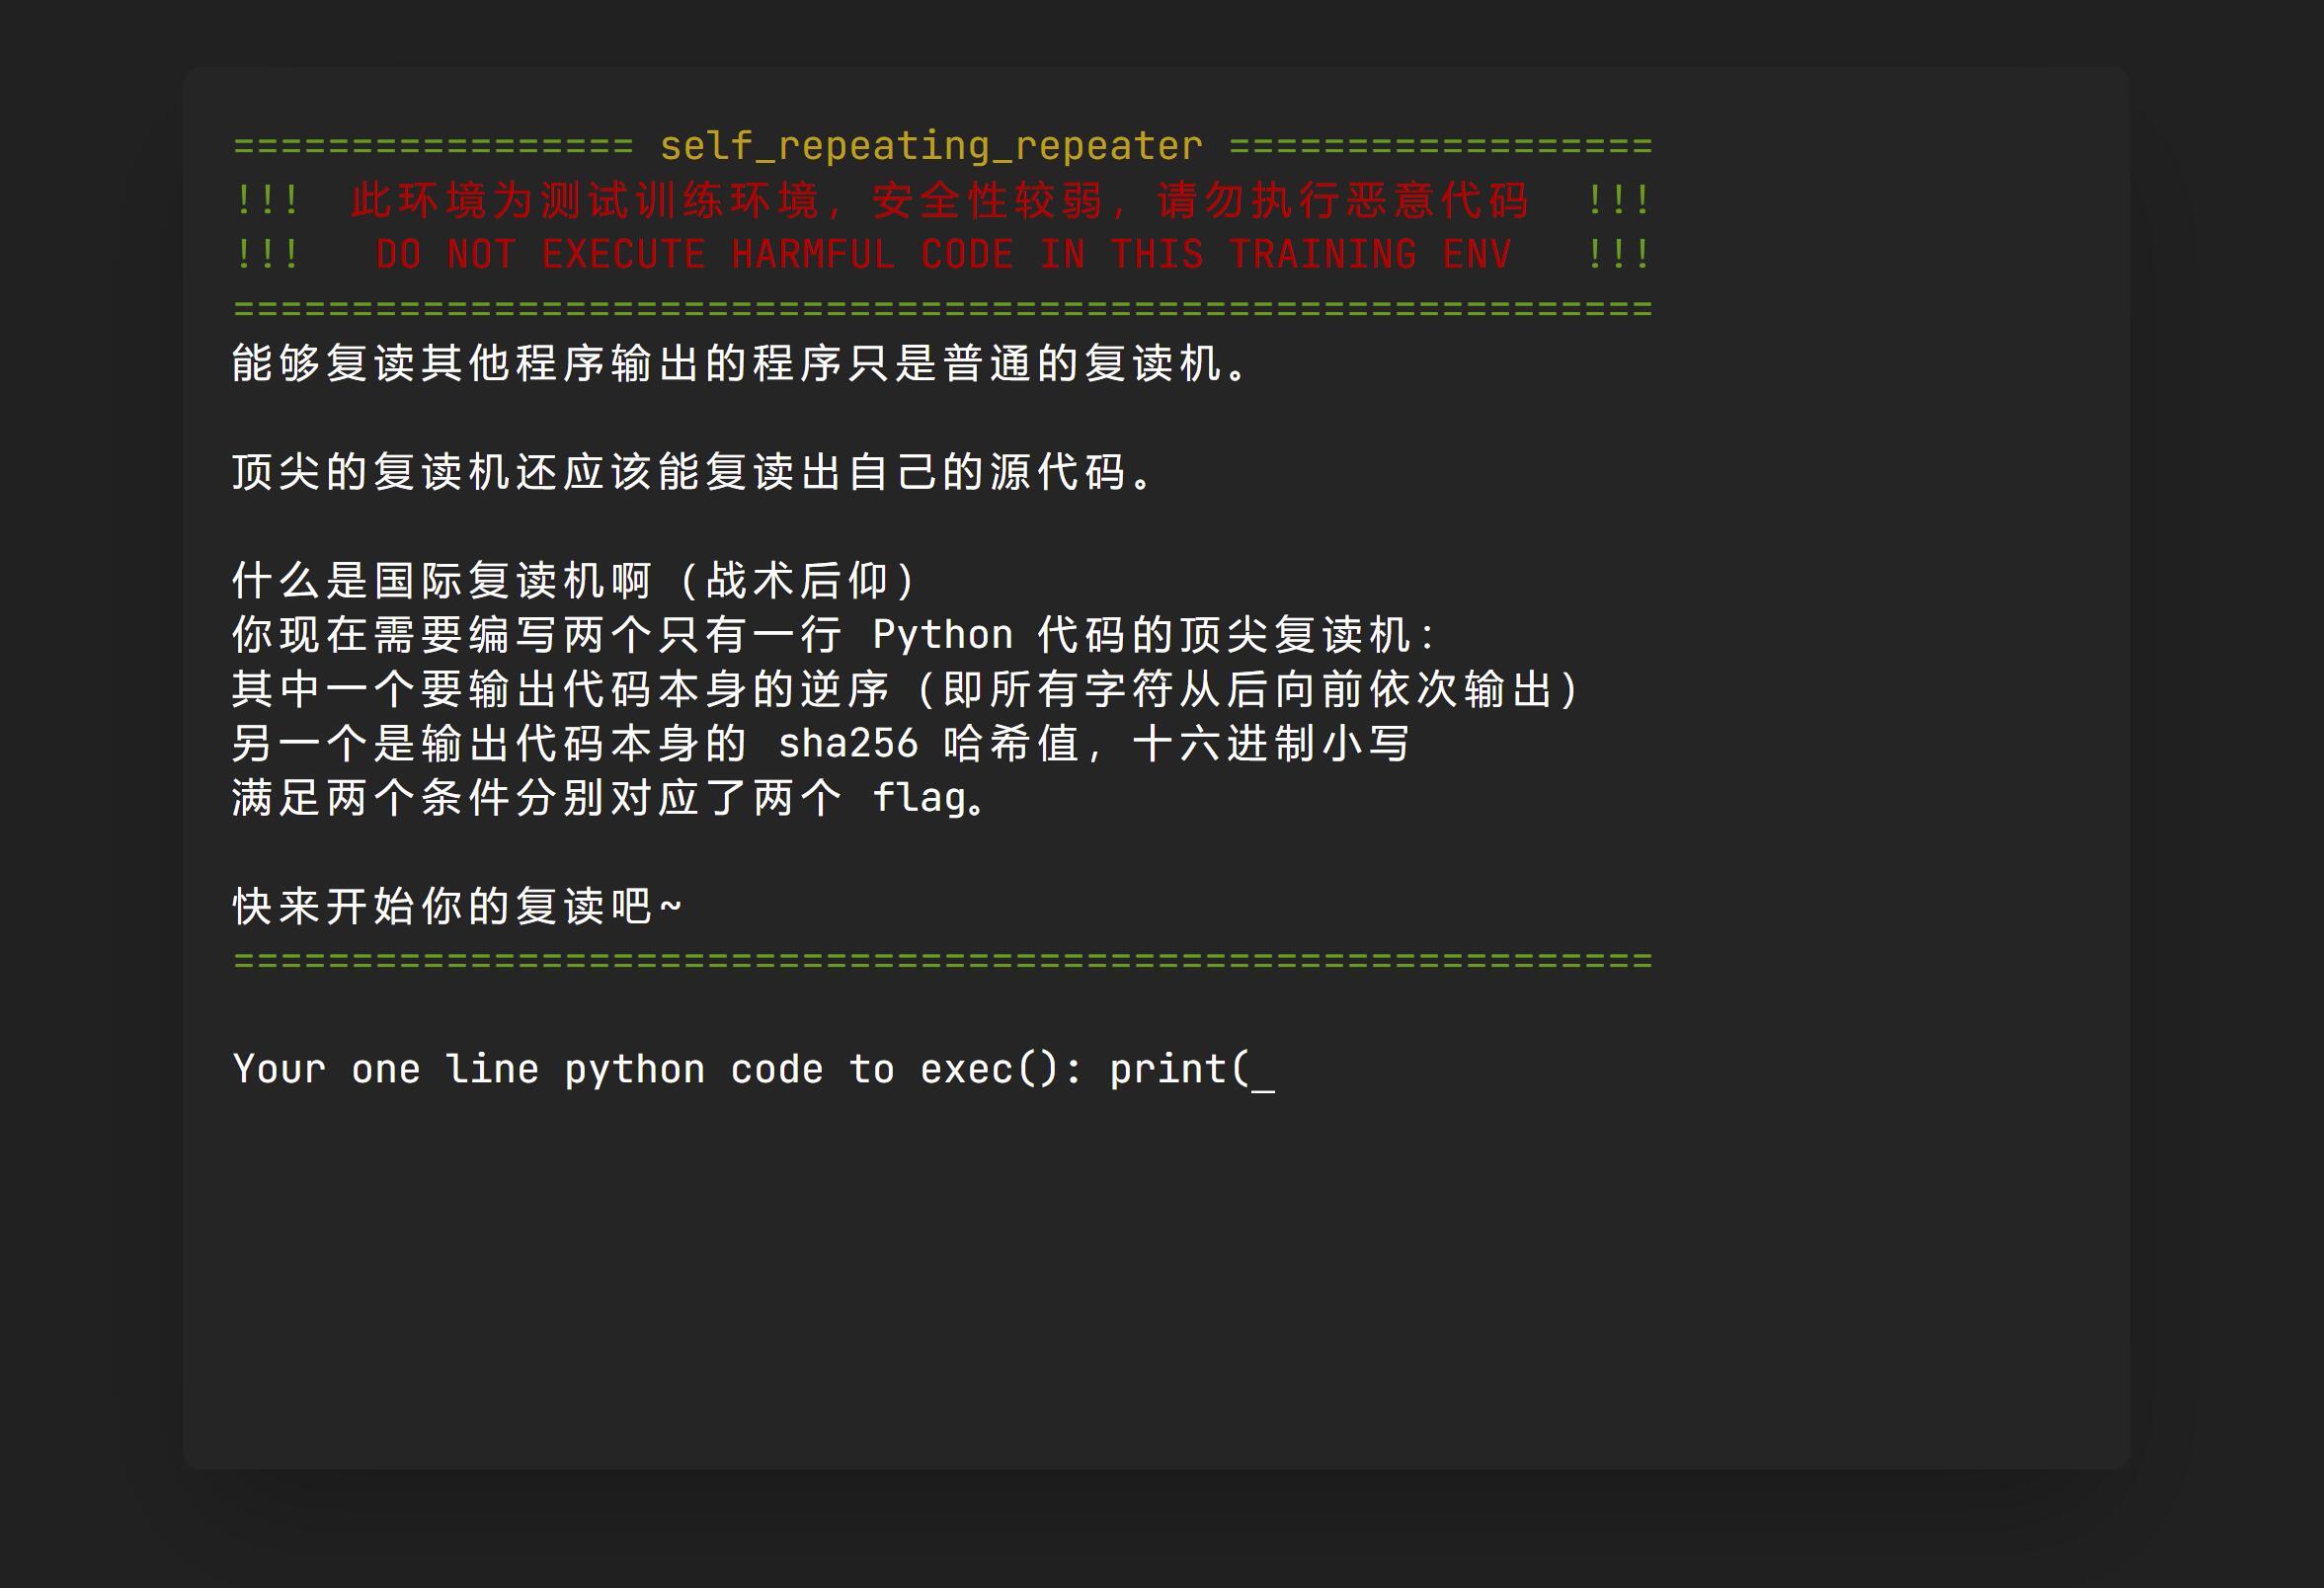 ================= self_repeating_repeater ==================
!!!  此环境为测试训练环境，安全性较弱，请勿执行恶意代码  !!!
!!!   DO NOT EXECUTE HARMFUL CODE IN THIS TRAINING ENV   !!!
============================================================
能够复读其他程序输出的程序只是普通的复读机。
顶尖的复读机还应该能复读出自己的源代码。
什么是国际复读机啊（战术后仰）
你现在需要编写两个只有一行 Python 代码的顶尖复读机：
其中一个要输出代码本身的逆序（即所有字符从后向前依次输出）
另一个是输出代码本身的 sha256 哈希值，十六进制小写
满足两个条件分别对应了两个 flag。
快来开始你的复读吧~
============================================================
Your one line python code to exec(): print(_